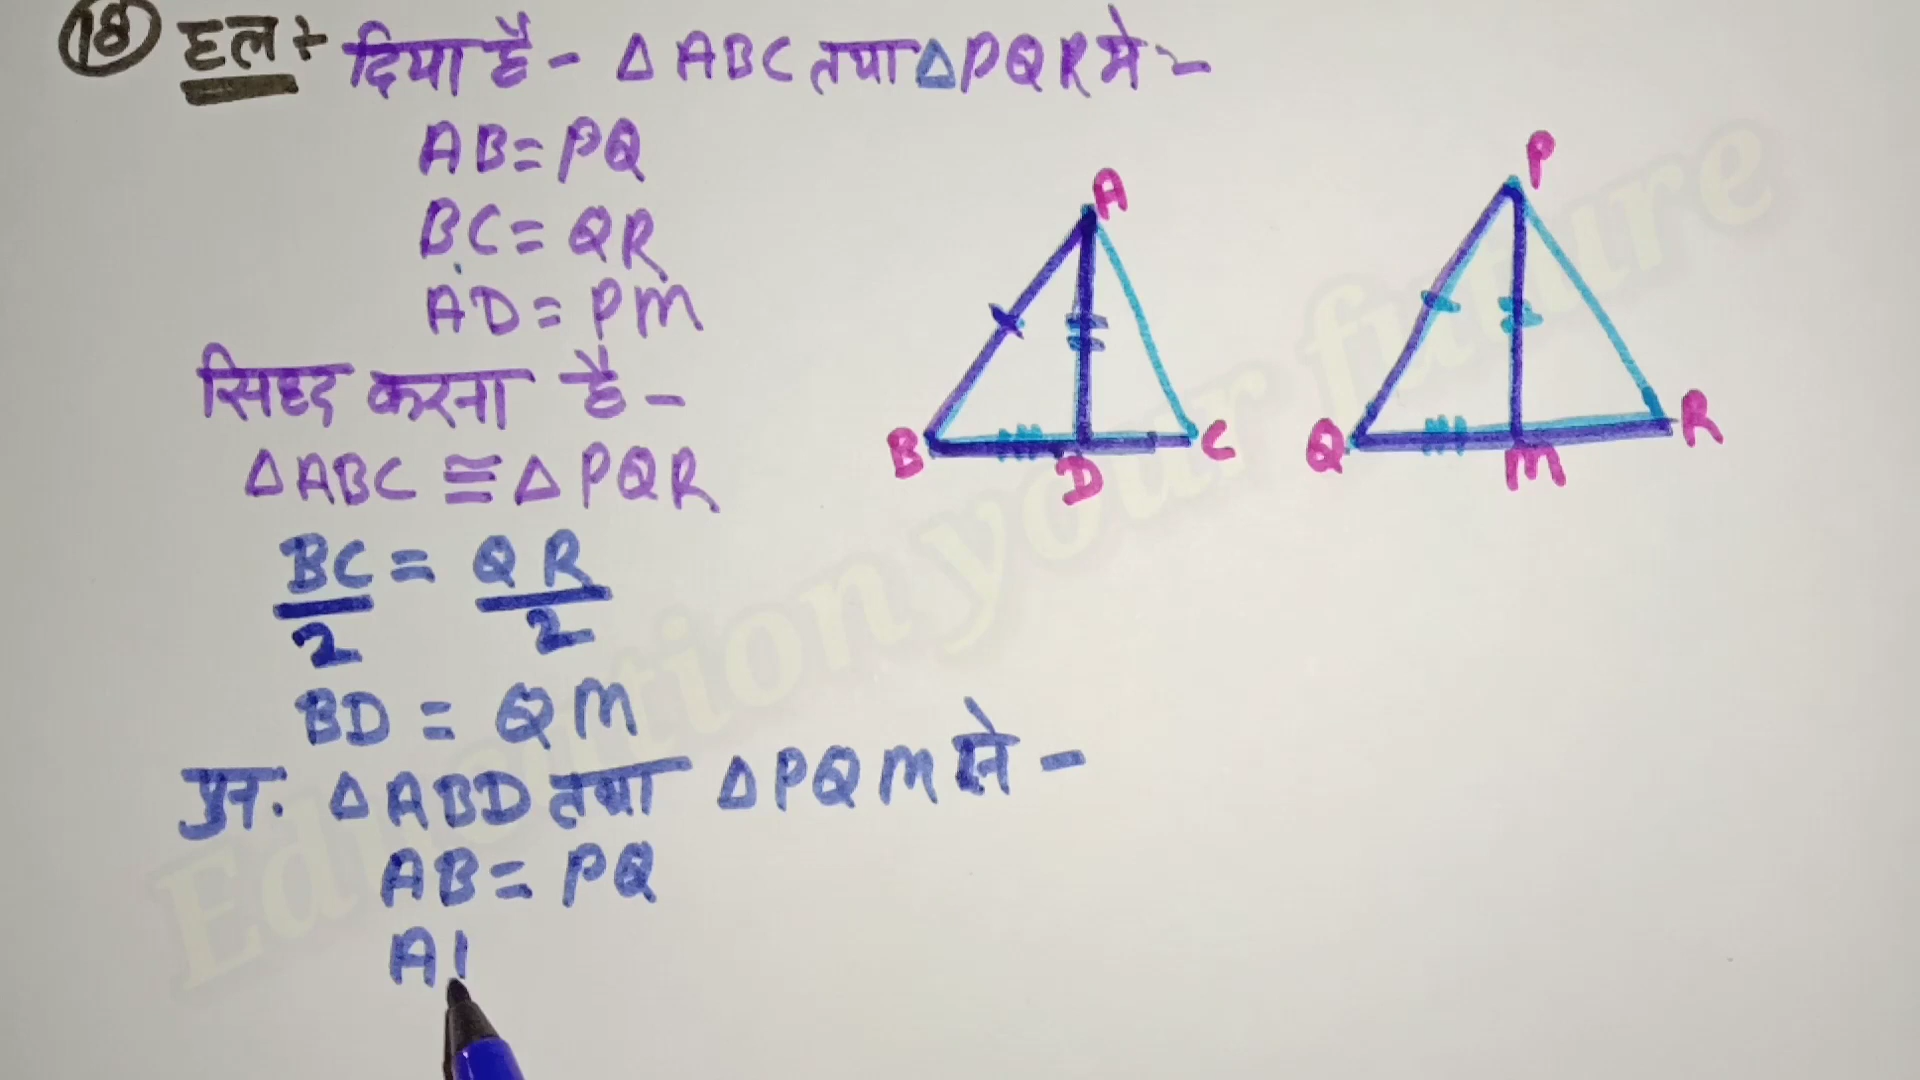 18 हल ÷ दिया है - △ ABC तथा △PQR मे -
AB = PQ
BC = QR
AD = PM
सिद्द करना है -
△ABC ≅ △ PQR
BC/2 = QR/2
BD = QM
पुन. △ABD तथा △PQM से -
AB = PQ
A
A
B
D
C
P
Q
M
R
Education your future